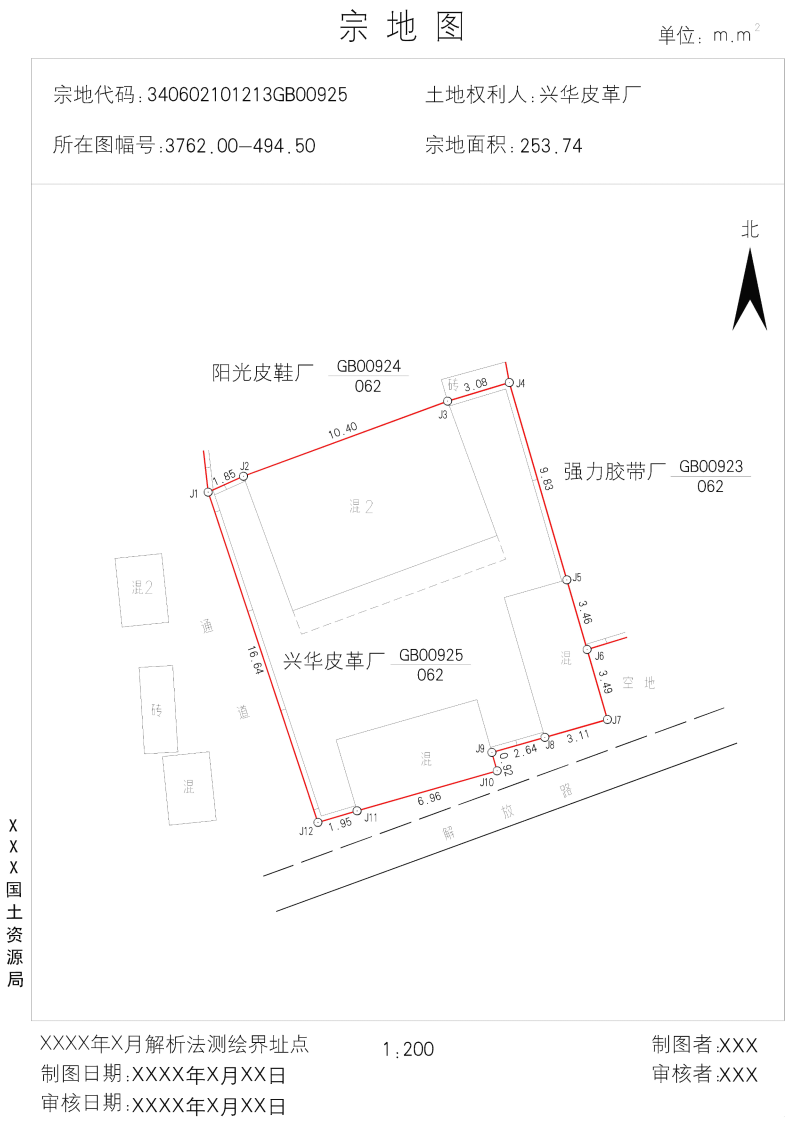 宗地图
单位: m.m²
宗地代码:340602101213GB00925
土地权利人:兴华皮革厂
所在图幅号:3762.00-494.50
宗地面积:253.74
北
阳光皮鞋厂 GB00924
062
砖
3.08
J4
J3
10.40
J2
1.85
J1
9.83
强力胶带厂 GB00923
062
混2
J5
混2
3.46
通
16.64
兴华皮革厂 GB00925
062
混
J6
3.49
空地
砖
道
J7
J8
3.11
J9
2.64
0.92
混
J10
混
6.96
J11
1.95
J12
解放路
XXX国土资源局
XXXX年X月解析法测绘界址点
1:200
制图者:XXX
制图日期:XXXX年X月XX日
审核者:XXX
审核日期:XXXX年X月XX日